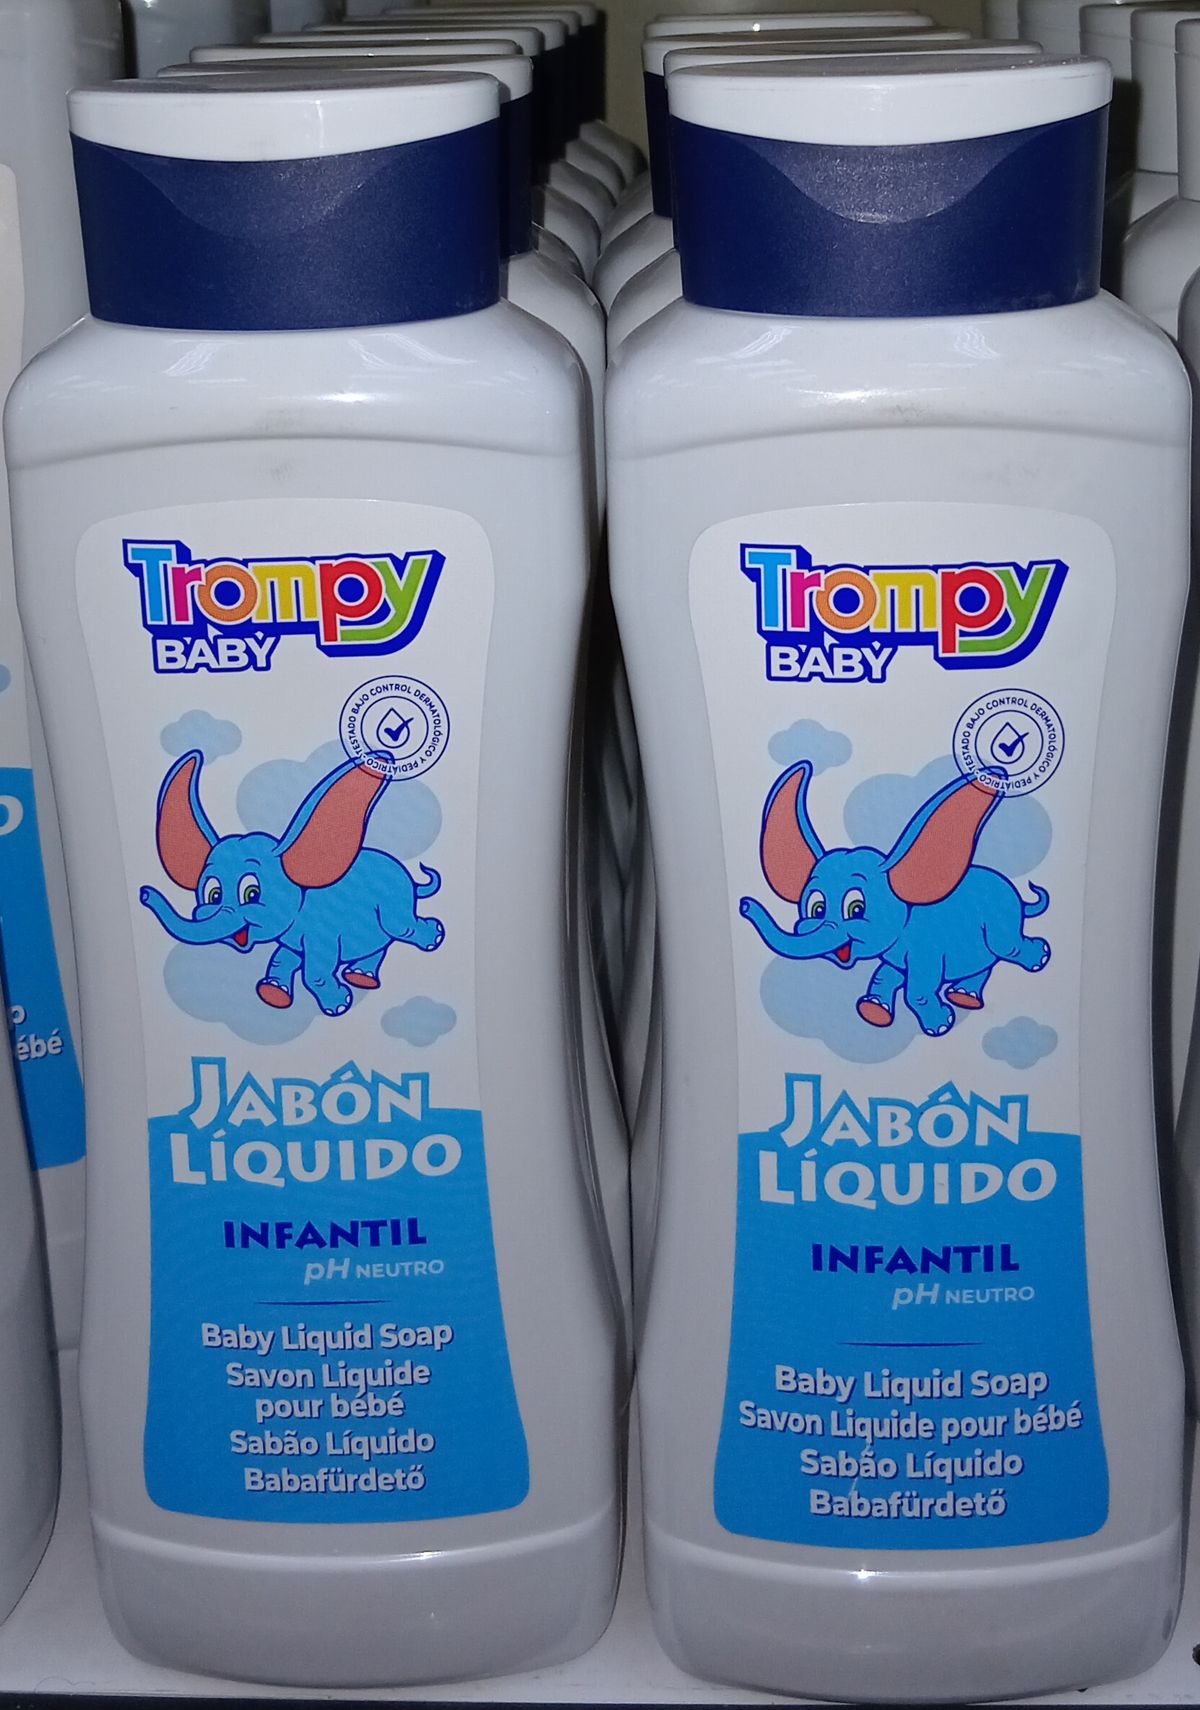 Trompy
BABY
TESTADO BAJO CONTROL DERMATOLÓGICO Y PEDIÁTRICO
JABÓN
LÍQUIDO
INFANTIL
pH NEUTRO
Baby Liquid Soap
Savon Liquide
pour bébé
Sabão Líquido
Babafürdető
Trompy
BABY
TESTADO BAJO CONTROL DERMATOLÓGICO Y PEDIÁTRICO
JABÓN
LÍQUIDO
INFANTIL
pH NEUTRO
Baby Liquid Soap
Savon Liquide pour bébé
Sabão Líquido
Babafürdető
bébé